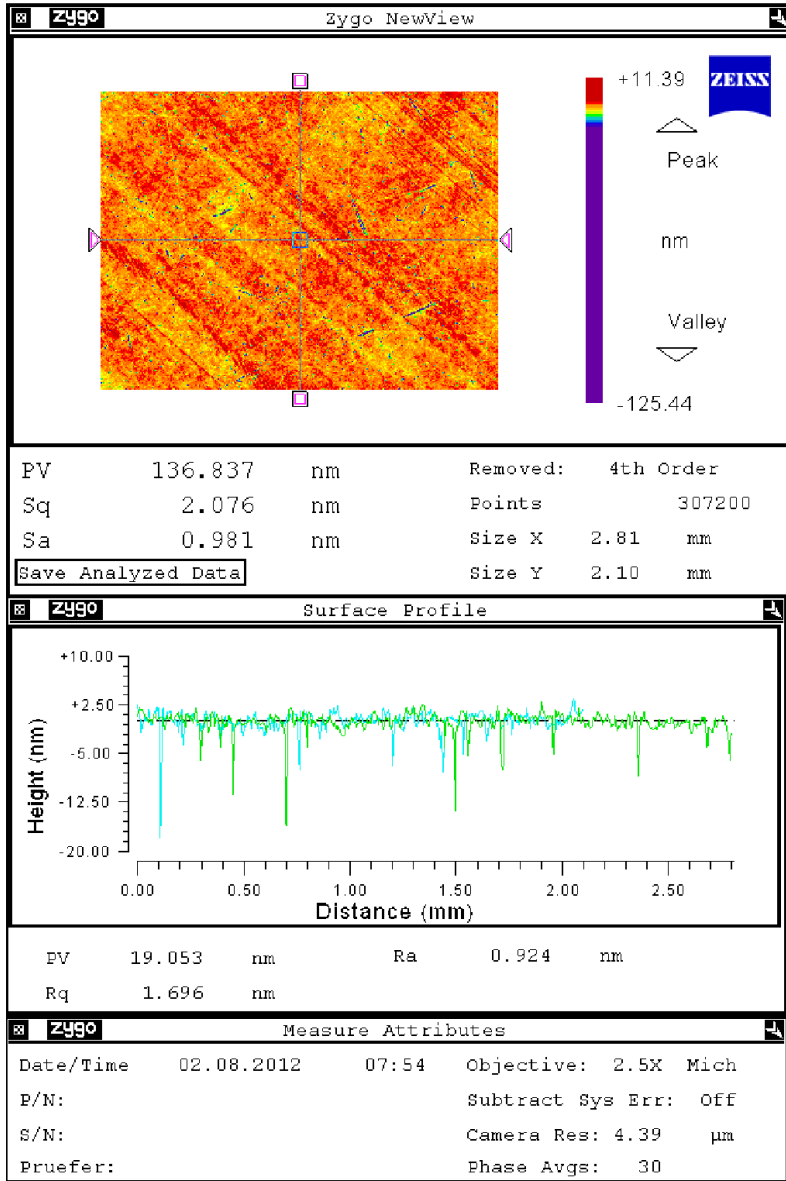 zygo Zygo NewView
+11.39
ZEISS
Peak
nm
Valley
-125.44
PV 136.837 nm Removed: 4th Order
Sq 2.076 nm Points 307200
Sa 0.981 nm Size X 2.81 mm
Save Analyzed Data Size Y 2.10 mm
zygo Surface Profile
+10.00
+2.50
-5.00
-12.50
-20.00
Height (nm)
0.00 0.50 1.00 1.50 2.00 2.50
Distance (mm)
PV 19.053 nm Ra 0.924 nm
Rq 1.696 nm
zygo Measure Attributes
Date/Time 02.08.2012 07:54 Objective: 2.5X Mich
P/N: Subtract Sys Err: Off
S/N: Camera Res: 4.39 µm
Pruefer: Phase Avgs: 30